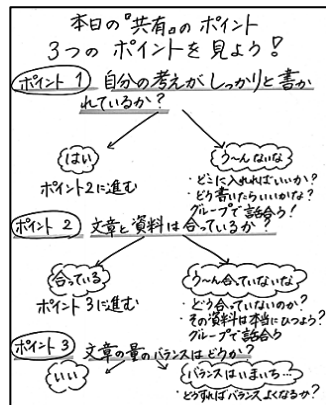 本日の『共有』のポイント
3つのポイントを見よう！
ポイント1 自分の考えがしっかりと書か
れているか？
はい
う〜んないな
ポイント2に進む
・どこに入れればいいか？
・どう書いたらいいかな？
グループで話合う！
ポイント2 文章と資料は合っているか？
合っている
う〜ん合っていないな
ポイント3に進む
・どう合っていないのか？
・その資料は本当にひつよう？
グループで話合う
ポイント3 文章の量のバランスはどうか？
いい
バランスはいまいち…
・どうすればバランスよくなるか？